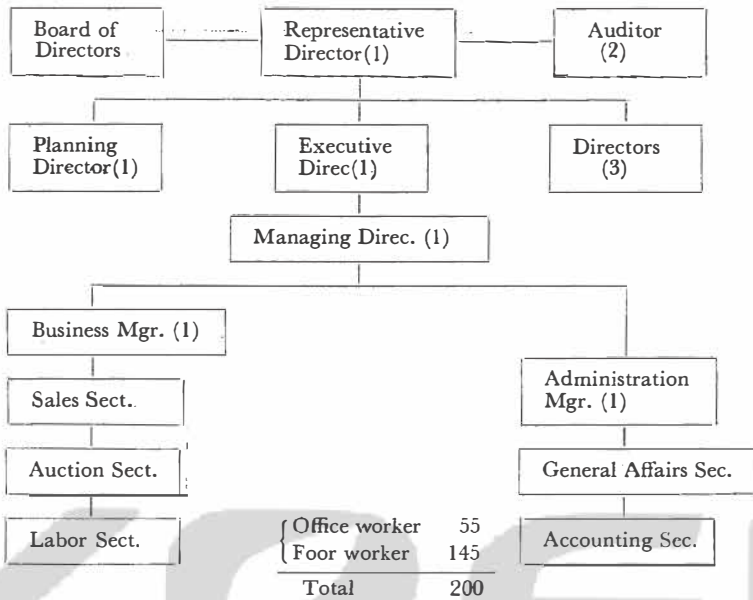 Board of
Directors
Representative
Director(1)
Auditor
(2)
Planning
Director(1)
Executive
Direc(1)
Directors
(3)
Managing Direc. (1)
Business Mgr. (1)
Administration
Mgr. (1)
Sales Sect.
Auction Sect.
General Affairs Sec.
Labor Sect.
Accounting Sec.
Office worker 55
Foor worker 145
Total 200